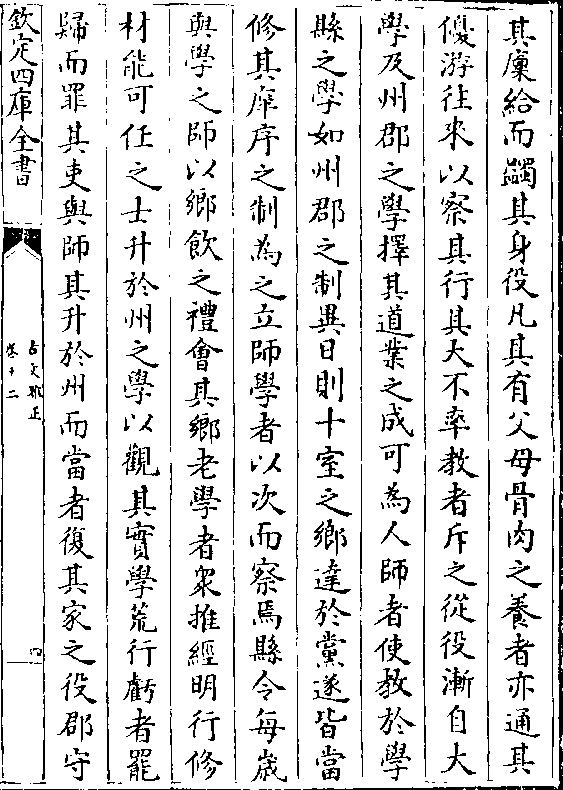 其廩給而蠲其身役凡其有父母骨肉之養者亦通其
優游往來以察其行其大不率教者斥之從役漸自大
學及州郡之學擇其道業之成可為人師者使教於學
縣之學如州郡之制異日則十室之鄉達於黨遂皆當
修其庠序之制為之立師學者以次而察焉縣令每歲
與學之師以鄉飲之禮會其鄉老學者衆推經明行修
材能可任之士升於州之學以觀其實學荒行虧者罷
歸而罪其吏與師其升於州而當者復其家之役郡守
欽定四庫全書
古文雅正
卷十二
四